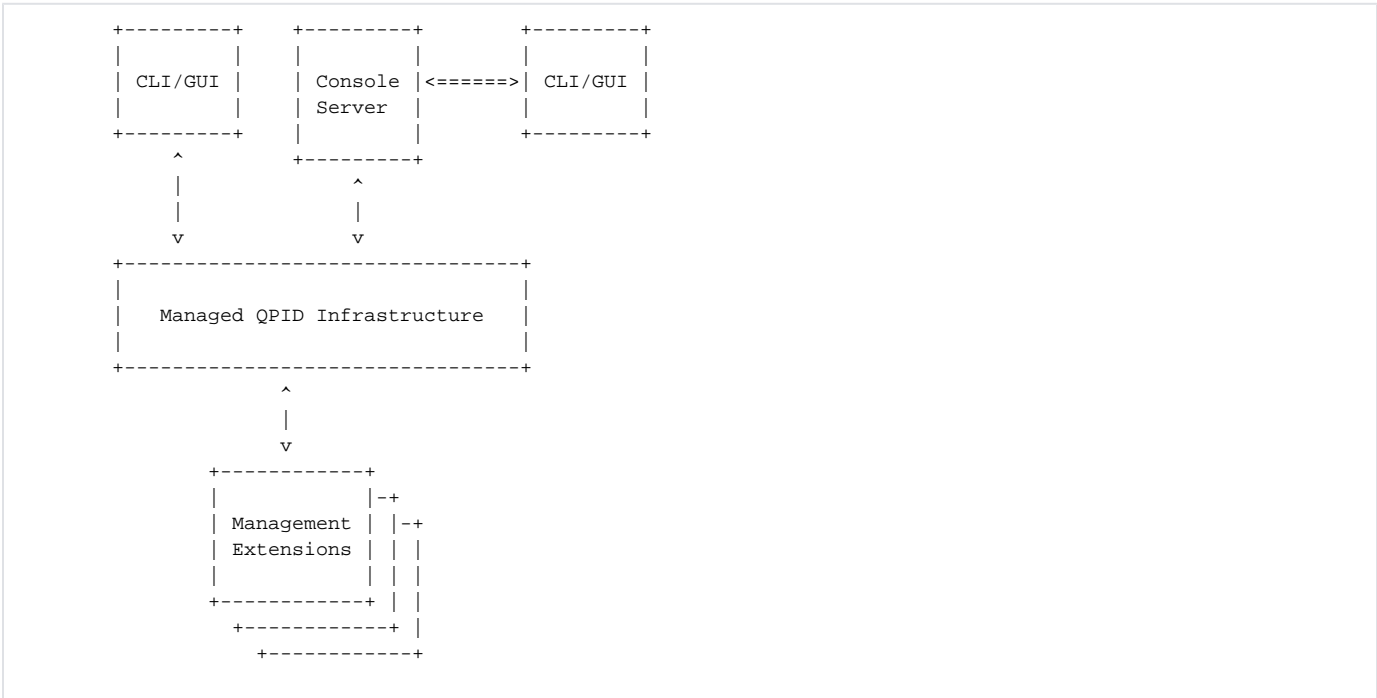 CLI/GUI Console CLI/GUI
Server
Managed QPID Infrastructure
Management
Extensions